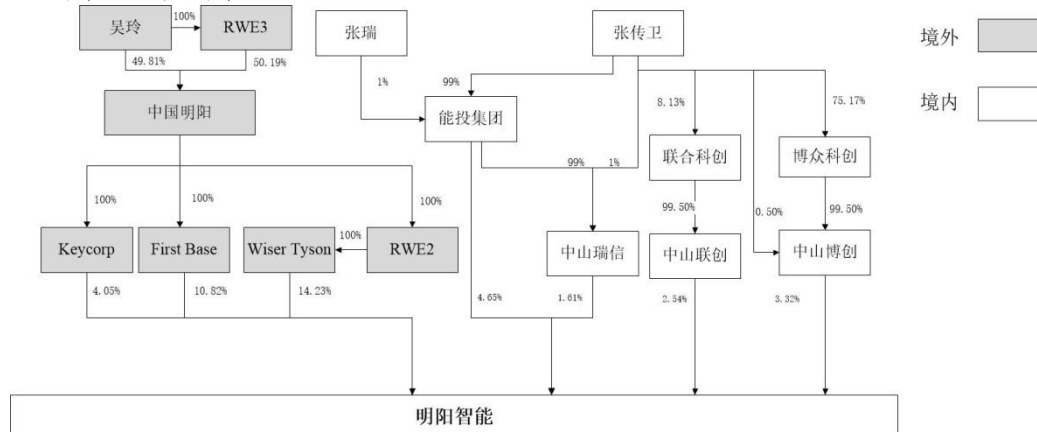 吴玲
100%
RWE3
张瑞
张传卫
境外
49.81%
50.19%
1%
99%
8.13%
75.17%
境内
中国明阳
能投集团
联合科创
博众科创
99%
1%
100%
100%
100%
99.50%
0.50%
99.50%
Keycorp
First Base
Wiser Tyson
100%
RWE2
中山瑞信
中山联创
中山博创
4.05%
10.82%
14.23%
4.65%
1.61%
2.54%
3.32%
明阳智能